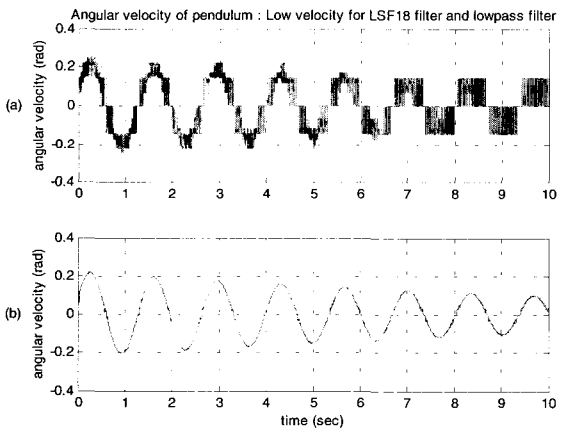 Angular velocity of pendulum : Low velocity for LSF18 filter and lowpass filter
0.4
0.2
0
-0.2
-0.4
(a)
angular velocity (rad)
0 1 2 3 4 5 6 7 8 9 10
0.4
0.2
0
-0.2
-0.4
(b)
angular velocity (rad)
0 1 2 3 4 5 6 7 8 9 10
time (sec)